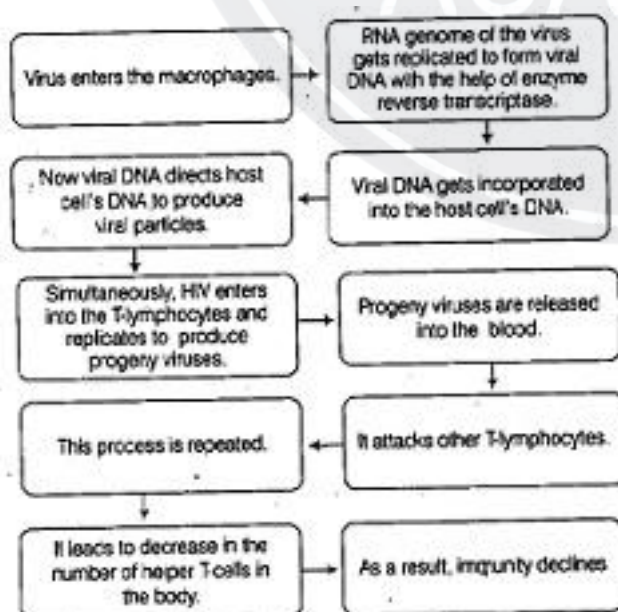 Virus enters the macrophages.
RNA genome of the virus
gets replicated to form viral
DNA with the help of enzyme
reverse transcriptase.
Viral DNA gets incorporated
into the host cell's DNA.
Now viral DNA directs host
cell's DNA to produce
viral particles.
Simultaneously, HIV enters
into the T-lymphocytes and
replicates to produce
progeny viruses.
Progeny viruses are released
into the blood.
It attacks other T-lymphocytes.
This process is repeated.
It leads to decrease in the
number of helper T-cells in
the body.
As a result, immunity declines